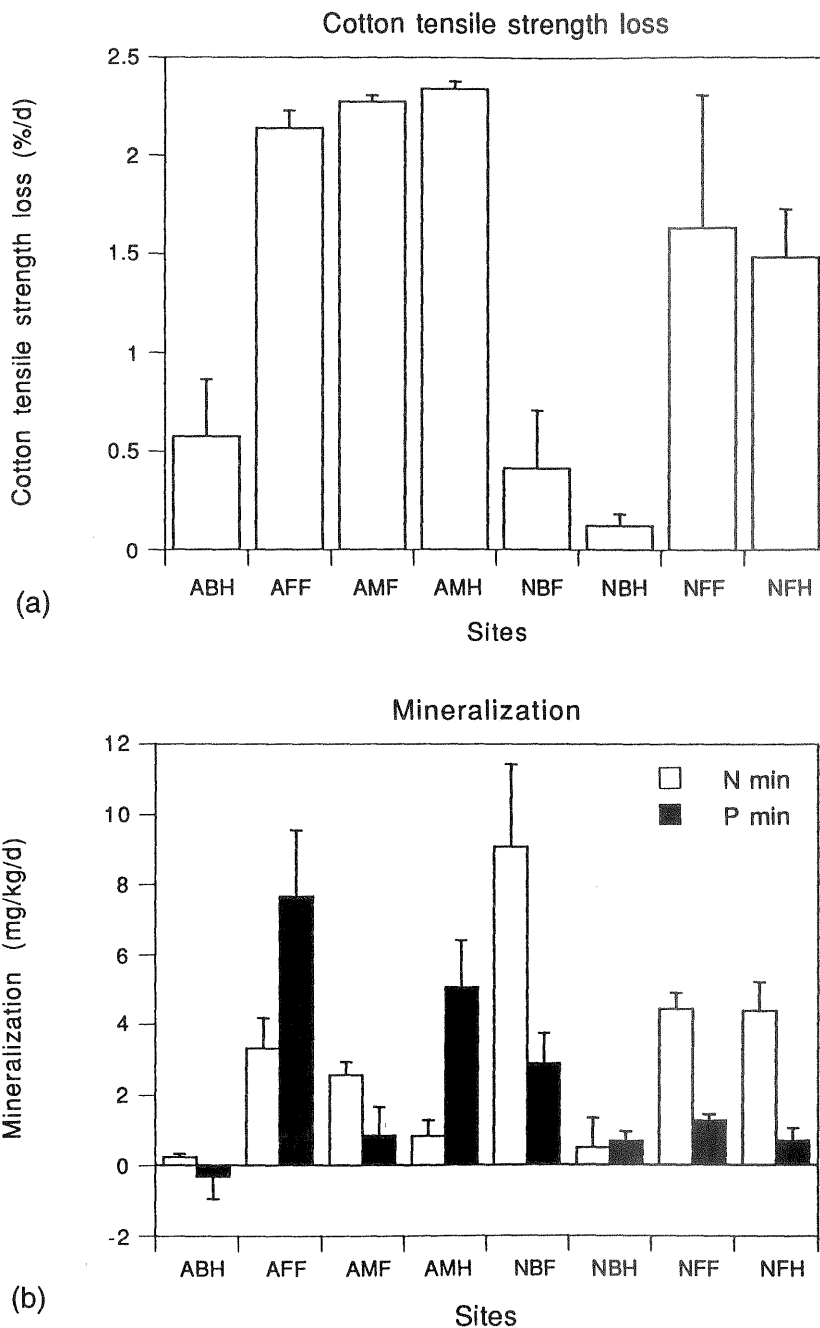 Cotton tensile strength loss
Cotton tensile strength loss (%/d)
2.5
2
1.5
1
0.5
0
ABH AFF AMF AMH NBF NBH NFF NFH
(a)
Sites
Mineralization
Mineralization (mg/kg/d)
12
10
8
6
4
2
0
-2
N min
P min
ABH AFF AMF AMH NBF NBH NFF NFH
(b)
Sites